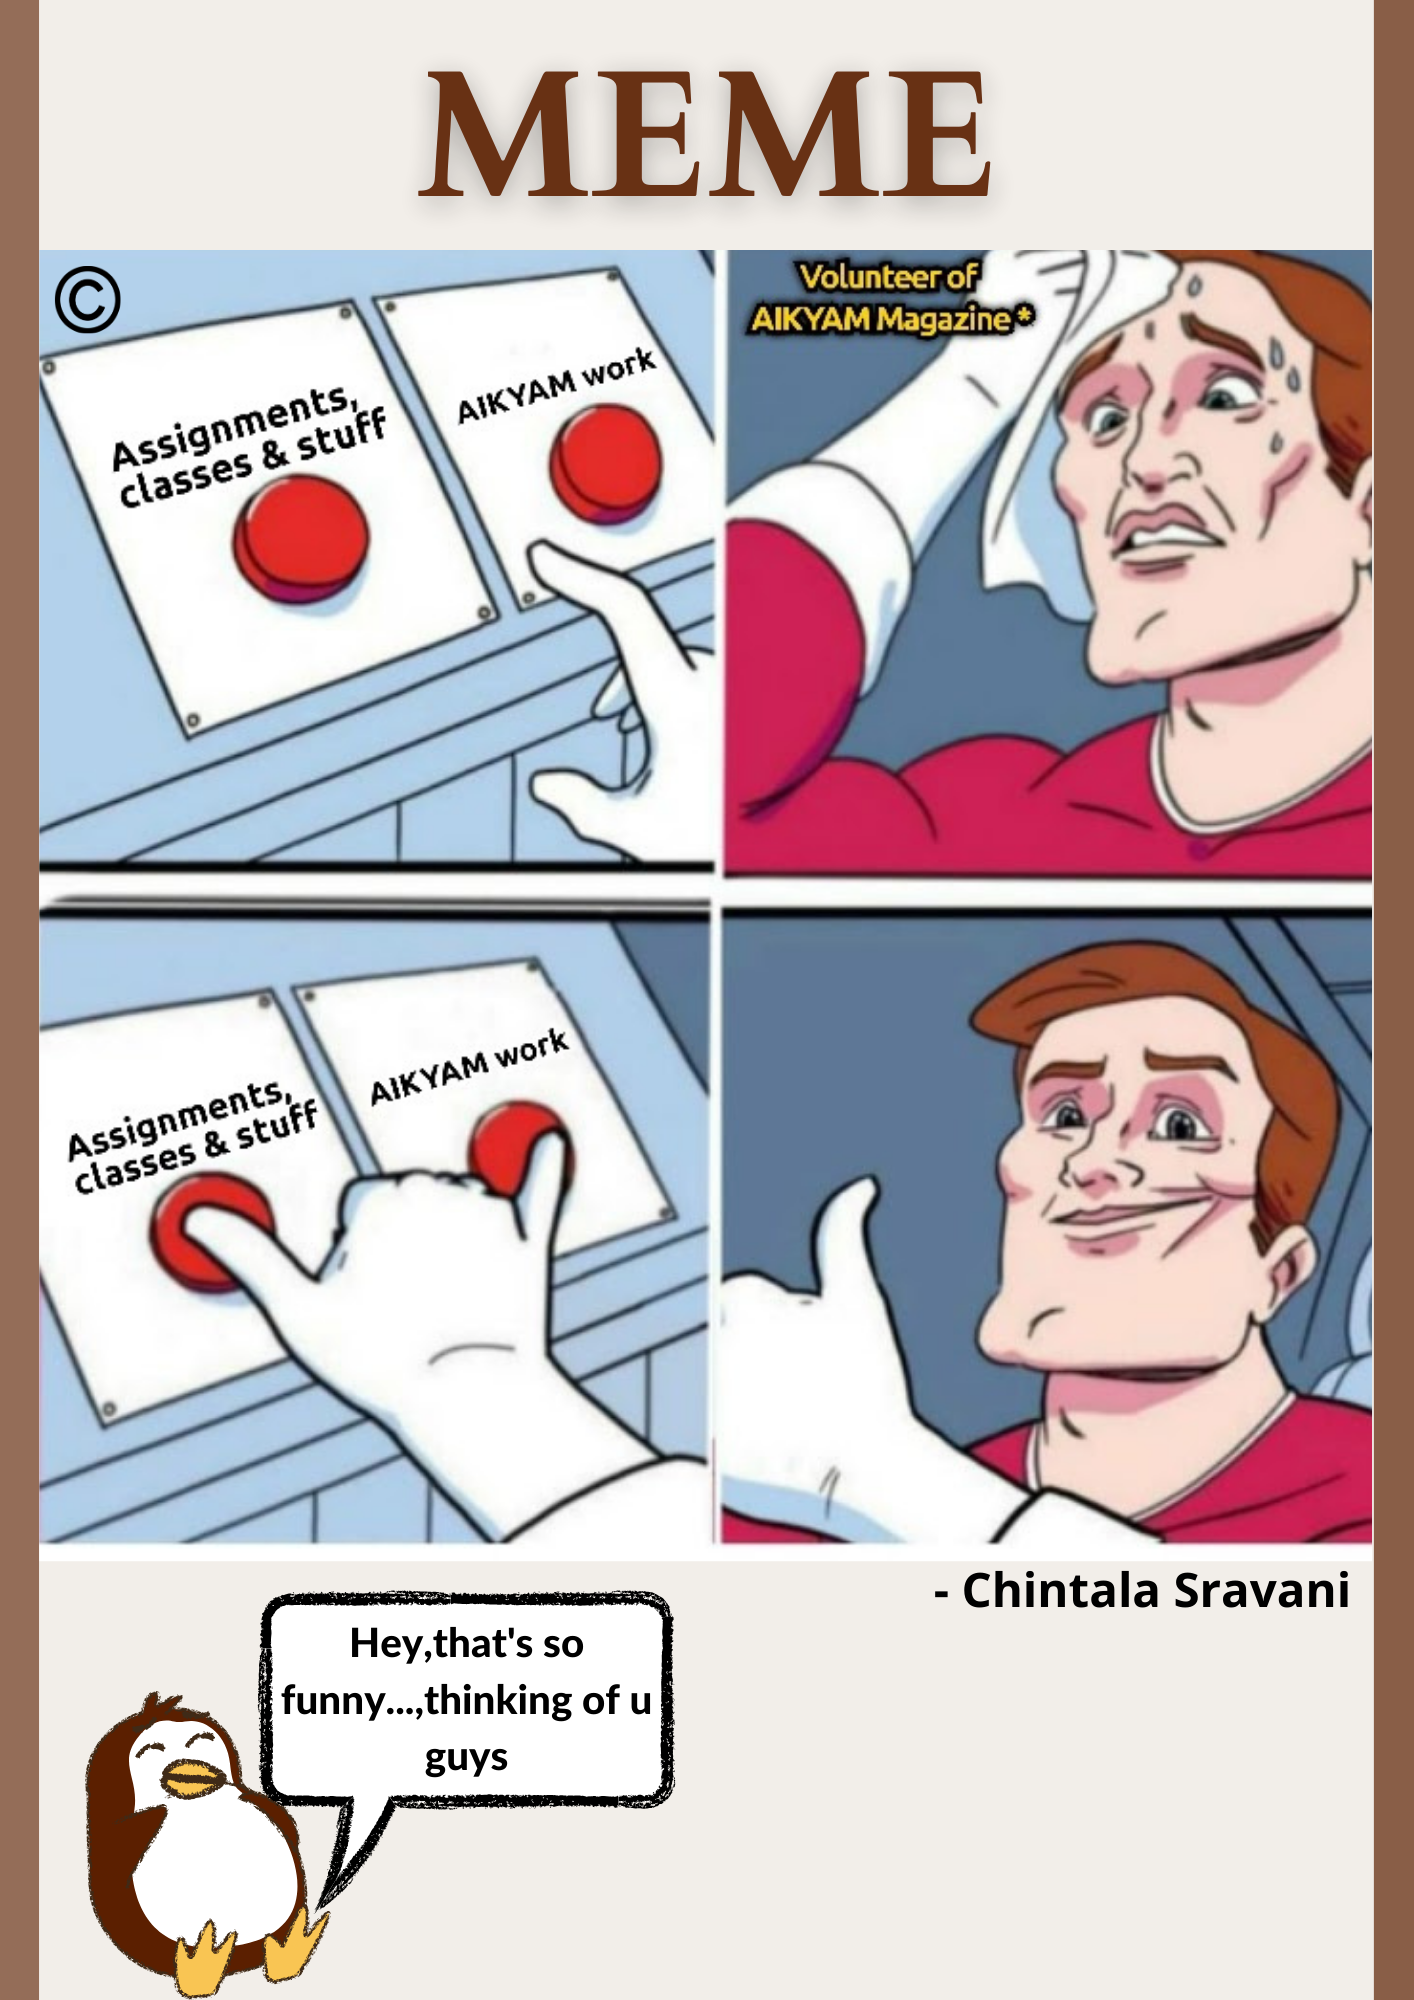 MEME
©
Assignments,
classes & stuff
AIKYAM work
Volunteer of
AIKYAM Magazine*
Assignments,
classes & stuff
AIKYAM work
- Chintala Sravani
Hey,that's so
funny...,thinking of u
guys